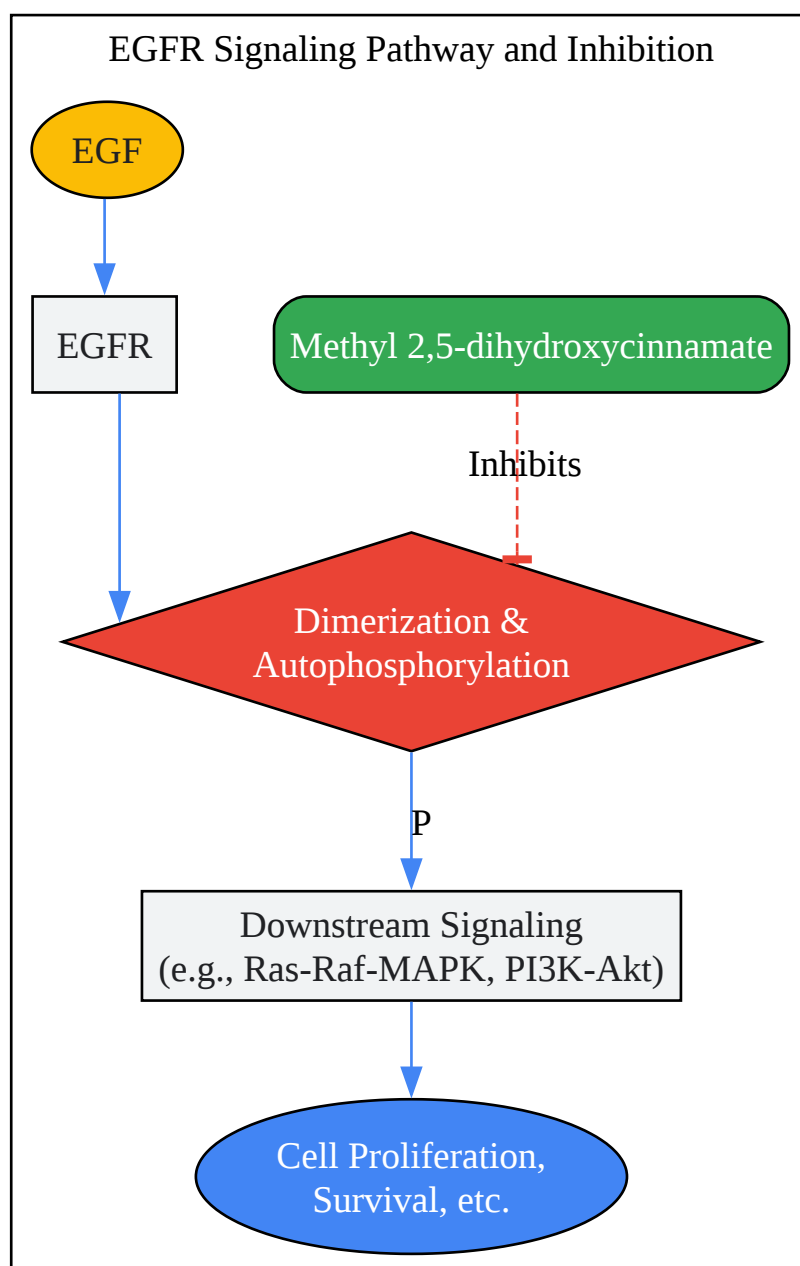 EGFR Signaling Pathway and Inhibition
EGF
EGFR
Methyl 2,5-dihydroxycinnamate
Inhibits
Dimerization &
Autophosphorylation
P
Downstream Signaling
(e.g., Ras-Raf-MAPK, PI3K-Akt)
Cell Proliferation,
Survival, etc.